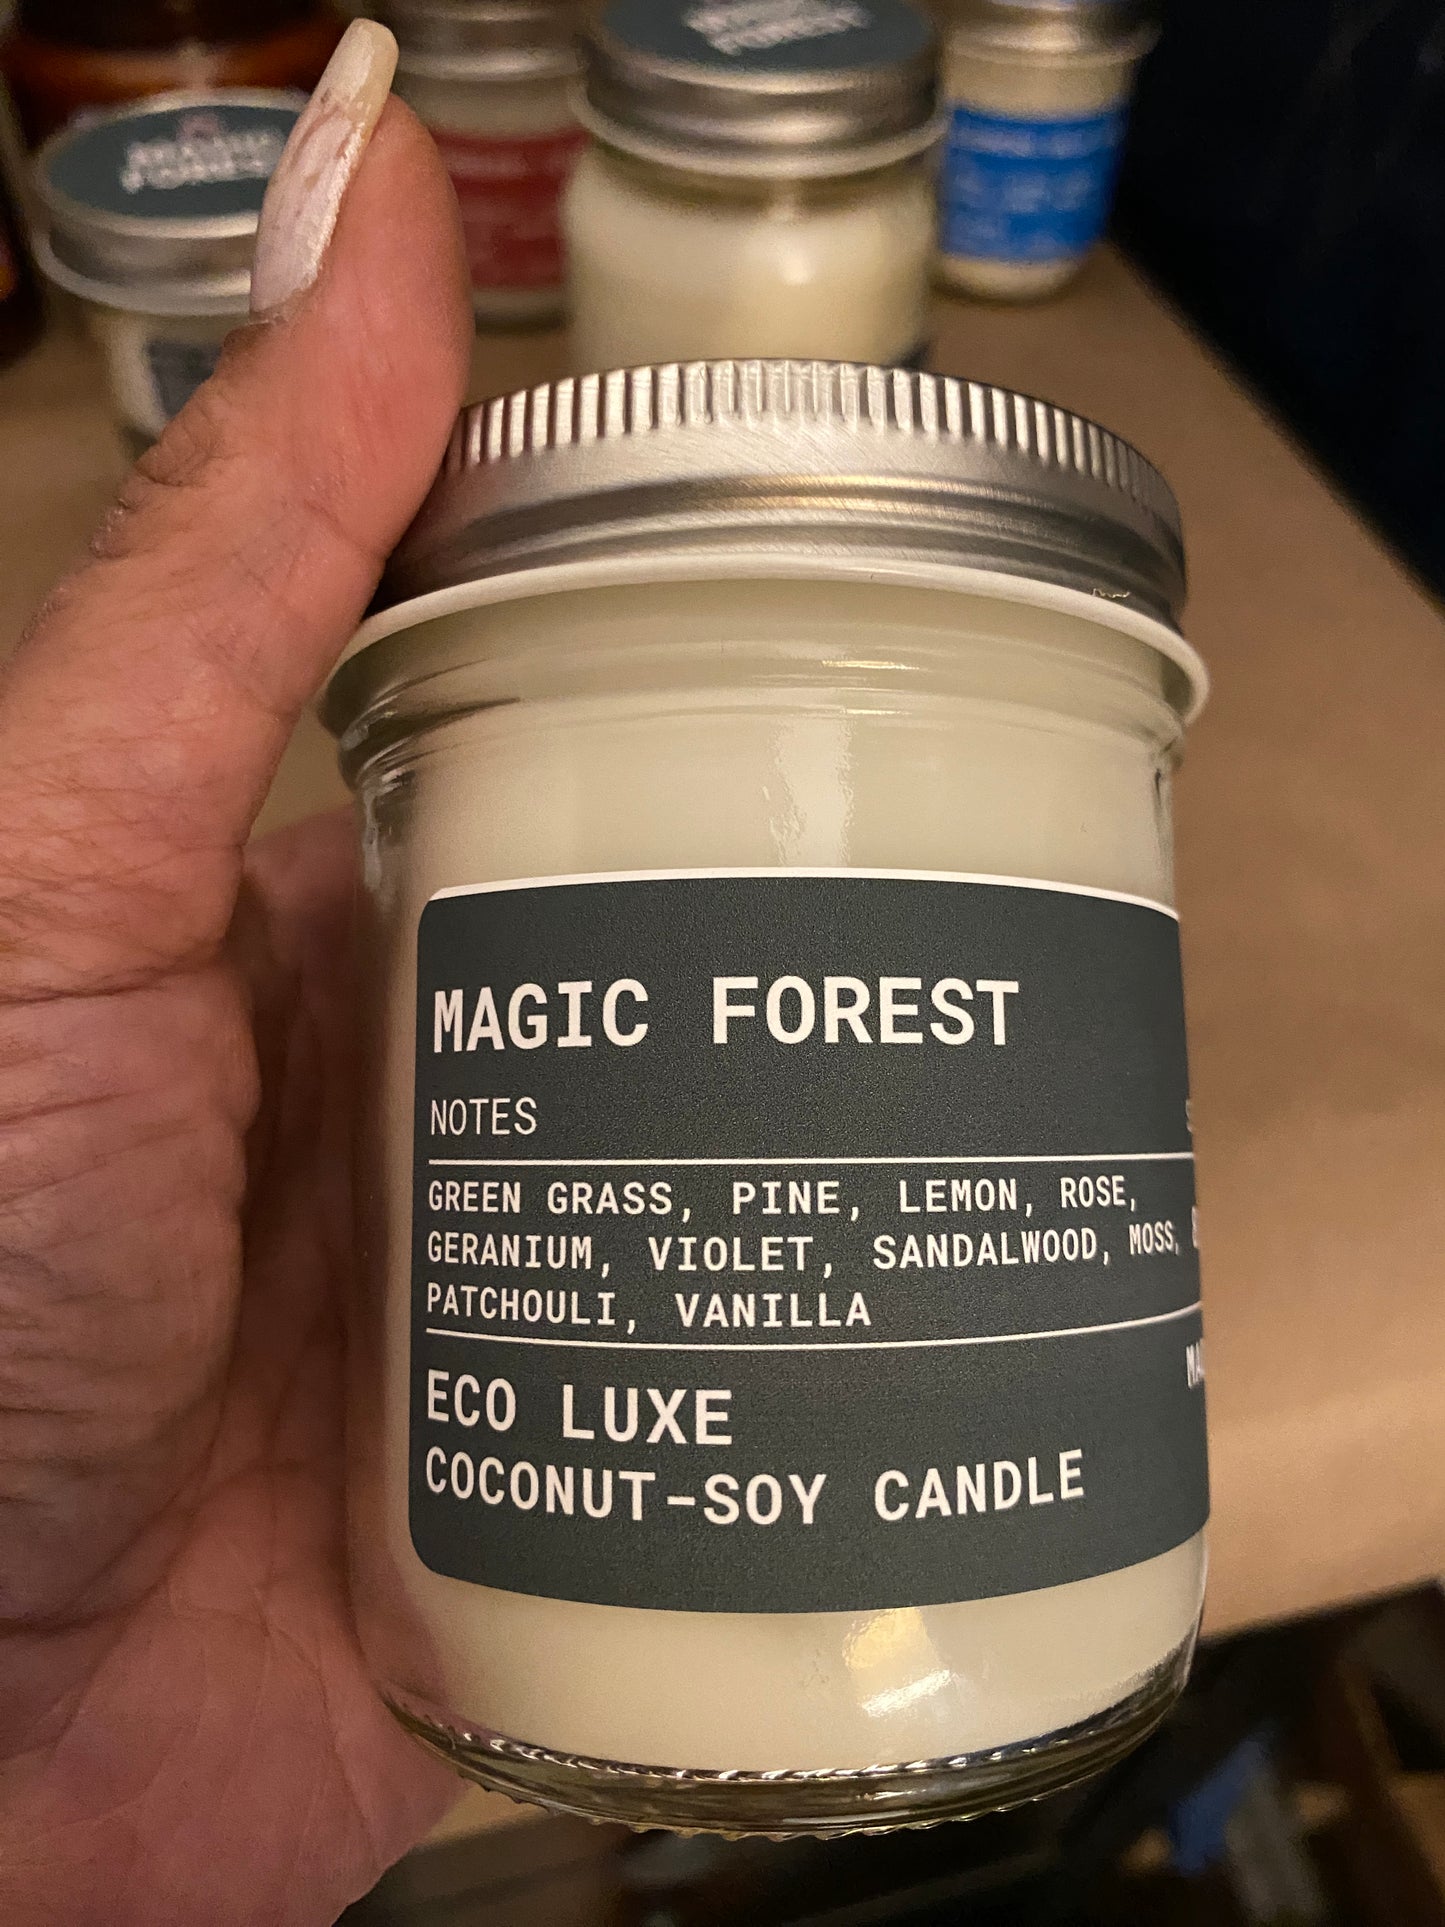 MAGIC FOREST
NOTES
GREEN GRASS, PINE, LEMON, ROSE,
GERANIUM, VIOLET, SANDALWOOD, MOSS,
PATCHOULI, VANILLA
ECO LUXE
COCONUT-SOY CANDLE